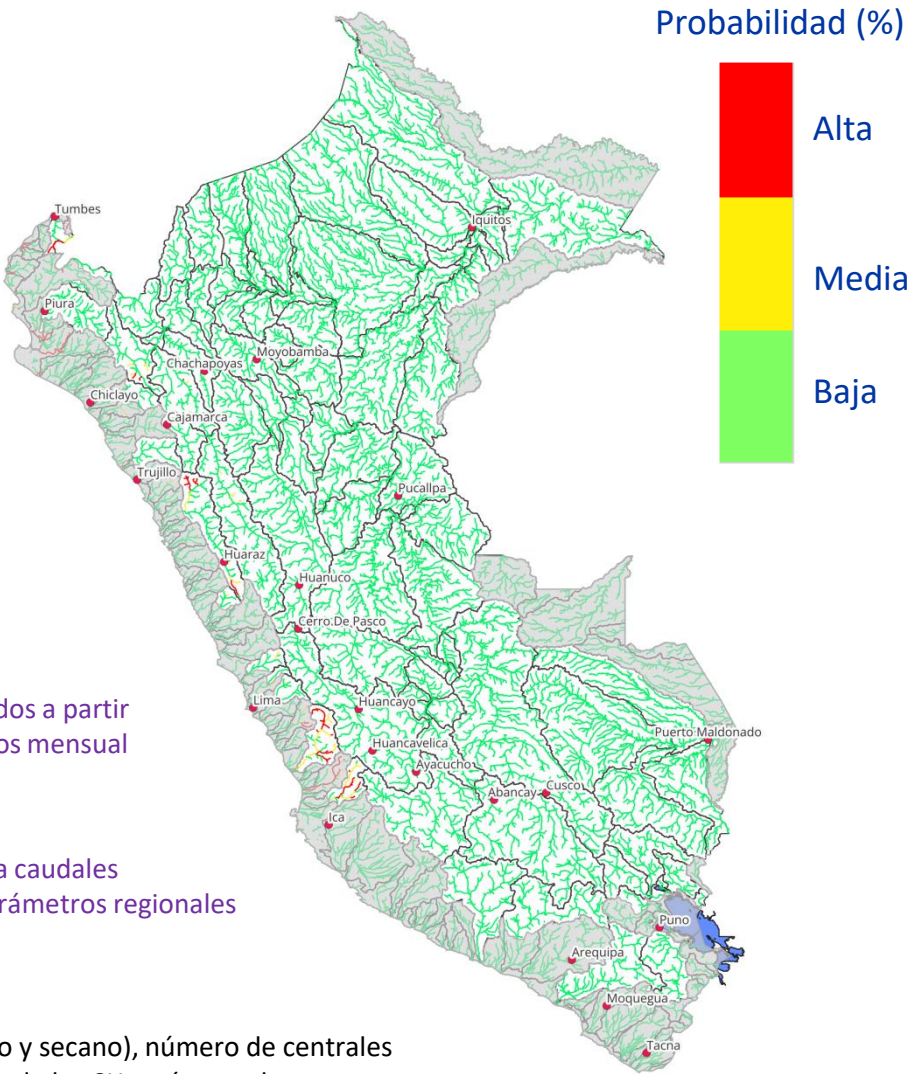 Probabilidad (%)
Alta
Media
Baja
Tumbes
Iquitos
Piura
Moyobamba
Chachapoyas
Chiclayo
Cajamarca
Trujillo
Pucallpa
Huaraz
Huanuco
Cerro De Pasco
dos a partir
os mensual
Lima
Huancayo
Puerto Maldonado
Huancavelica
Ayacucho
Abancay
Cusco
Ica
a caudales
rámetros regionales
Puno
Arequipa
Moquegua
Tacna
o y secano), número de centrales